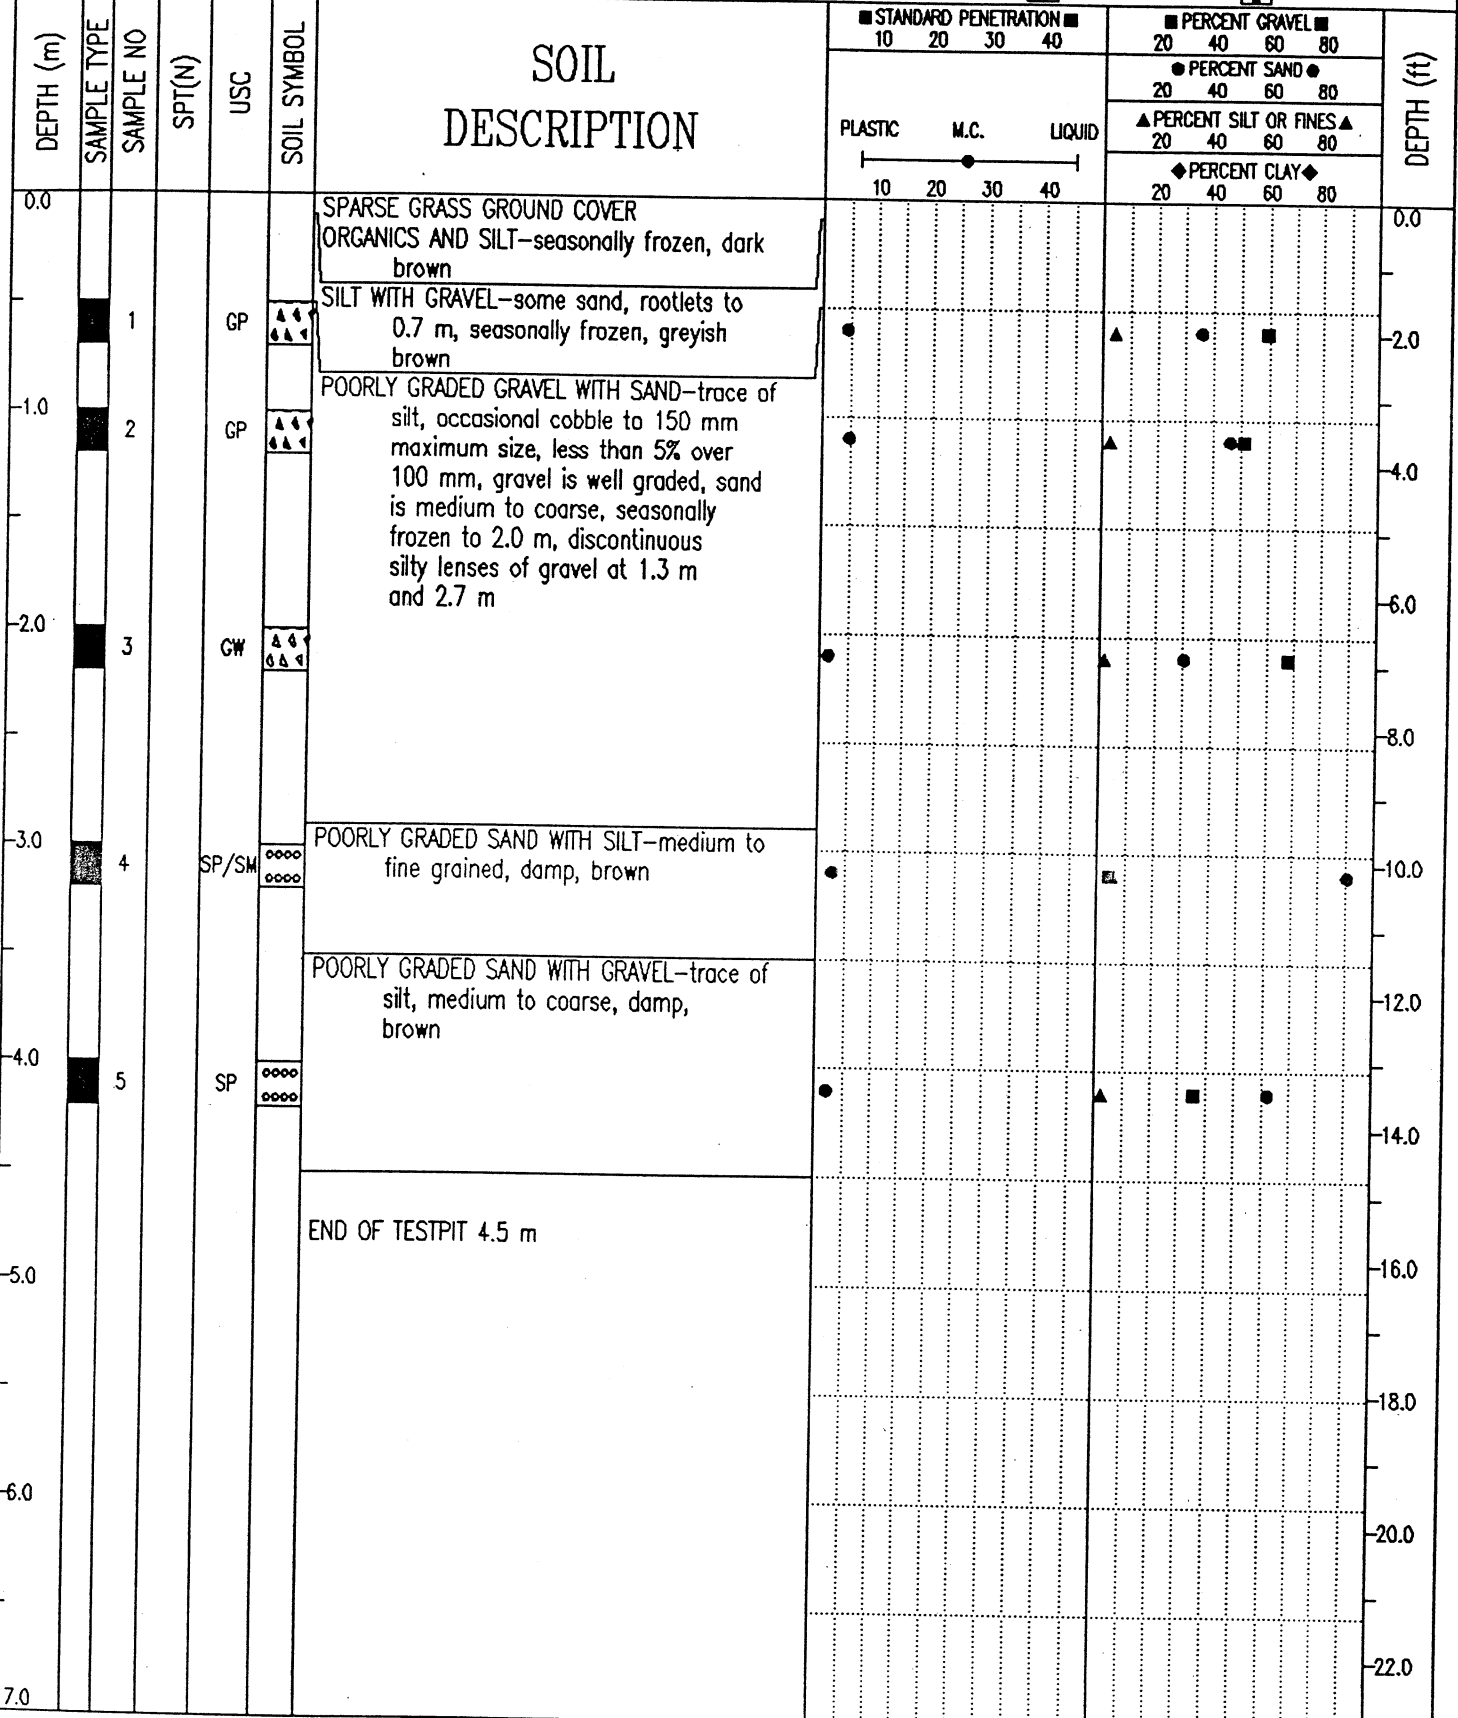 DEPTH (m)
SAMPLE TYPE
SAMPLE NO
SPT(N)
USC
SOIL SYMBOL
SOIL
DESCRIPTION
■ STANDARD PENETRATION ■
10 20 30 40
PLASTIC M.C. LIQUID
10 20 30 40
■ PERCENT GRAVEL ■
20 40 60 80
● PERCENT SAND ●
20 40 60 80
▲ PERCENT SILT OR FINES ▲
20 40 60 80
◆ PERCENT CLAY ◆
20 40 60 80
DEPTH (ft)
0.0
SPARSE GRASS GROUND COVER
0.0
ORGANICS AND SILT-seasonally frozen, dark
brown
SILT WITH GRAVEL-some sand, rootlets to
1 GP
0.7 m, seasonally frozen, greyish
2.0
brown
POORLY GRADED GRAVEL WITH SAND-trace of
1.0
silt, occasional cobble to 150 mm
2 GP
maximum size, less than 5% over
4.0
100 mm, gravel is well graded, sand
is medium to coarse, seasonally
frozen to 2.0 m, discontinuous
silty lenses of gravel at 1.3 m
and 2.7 m
6.0
2.0
3 GW
8.0
3.0
POORLY GRADED SAND WITH SILT-medium to
4 SP/SM
fine grained, damp, brown
10.0
POORLY GRADED SAND WITH GRAVEL-trace of
silt, medium to coarse, damp,
12.0
brown
4.0
5 SP
14.0
END OF TESTPIT 4.5 m
5.0
16.0
18.0
6.0
20.0
22.0
7.0